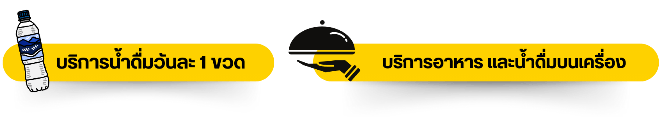 บริการน้ำดื่มวันละ 1 ขวด
บริการอาหาร และน้ำดื่มบนเครื่อง